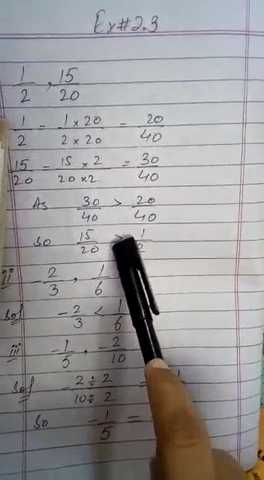 Ex#2.3
1/2 , 15/20
1/2 = 1×20/2×20 = 20/40
15/20 = 15×2/20×2 = 30/40
As 30/40 > 20/40
So 15/20 > 1/2
ii -2/3 , 1/6
Sol -2/3 < 1/6
iii -1/5 , -2/10
Sol -2÷2/10÷2 =
So -1/5 =